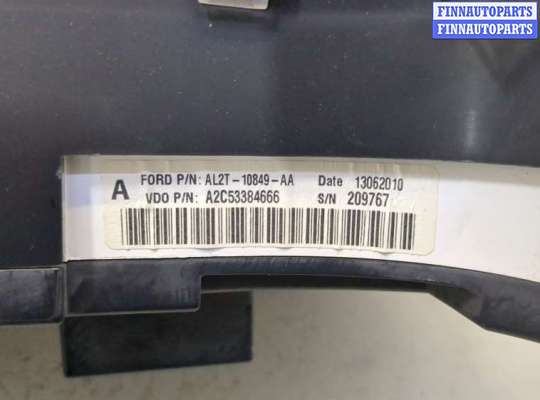 FINNAUTOPARTS
FINNAUTOPARTS
A FORD P/N: AL2T-10849-AA Date 13062010
VDO P/N: A2C53384666 S/N 209767